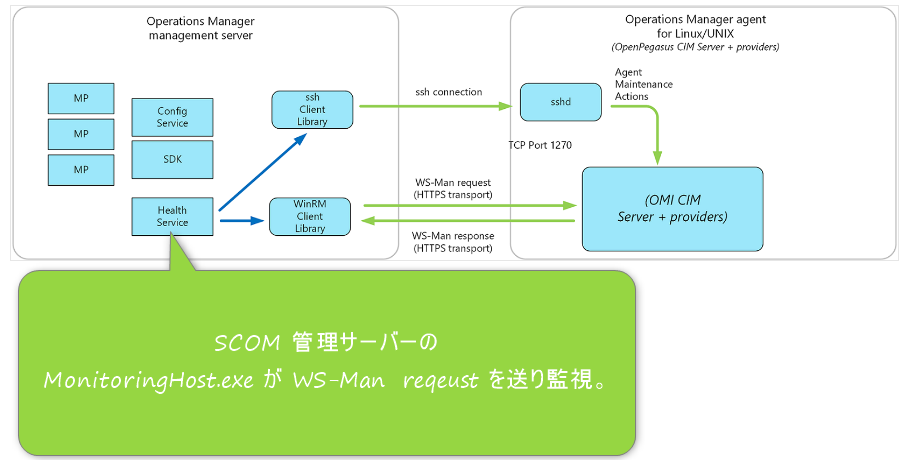 Operations Manager
management server
Operations Manager agent
for Linux/UNIX
(OpenPegasus CIM Server + providers)
MP
MP
MP
Config
Service
SDK
Health
Service
ssh
Client
Library
WinRM
Client
Library
ssh connection
sshd
Agent
Maintenance
Actions
TCP Port 1270
WS-Man request
(HTTPS transport)
WS-Man response
(HTTPS transport)
(OMI CIM
Server + providers)
SCOM 管理サーバーの
MonitoringHost.exe が WS-Man reqeust を送り監視。